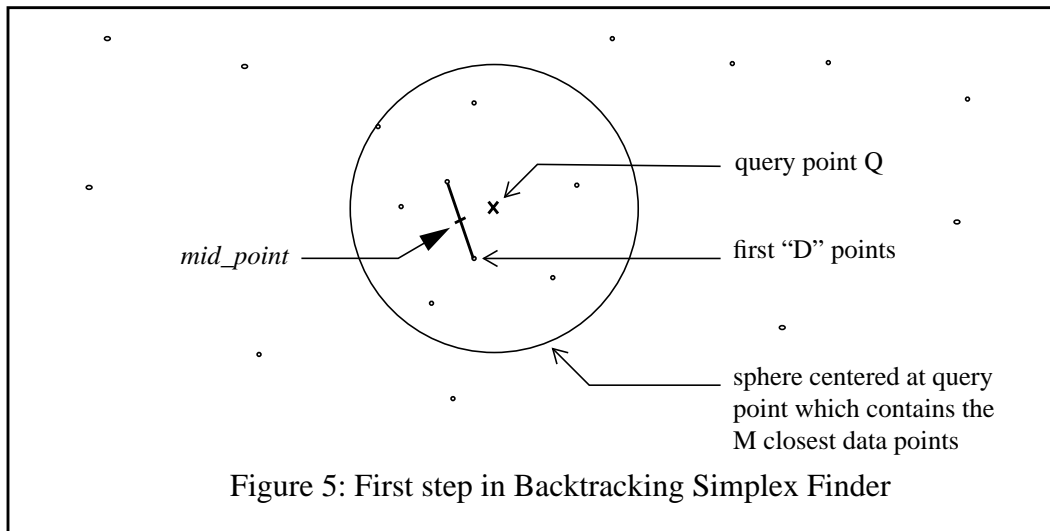 query point Q
mid_point
first “D” points
sphere centered at query
point which contains the
M closest data points
Figure 5: First step in Backtracking Simplex Finder